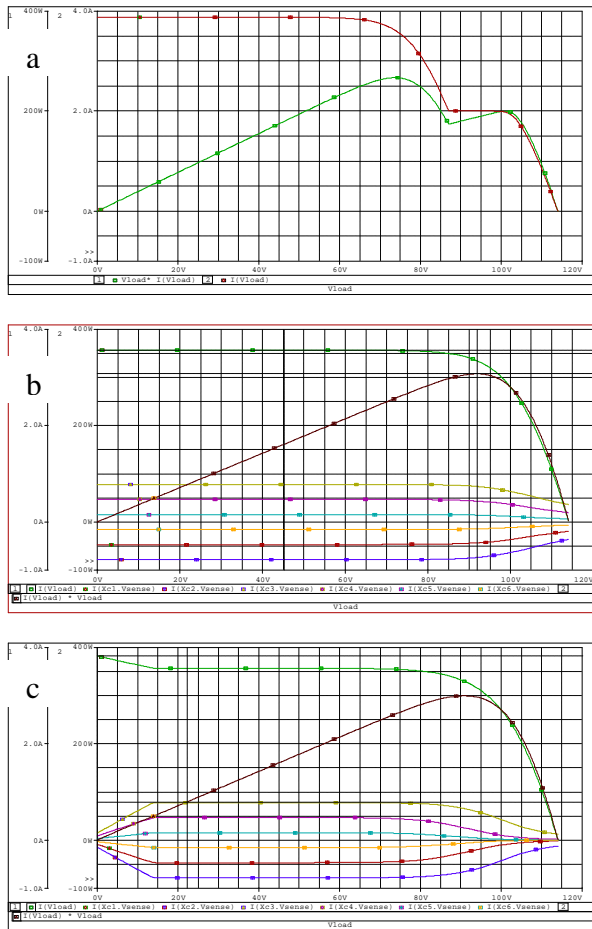 1 400W 2 4.0A
a
200W 2.0A
0W 0A
>>
-100W -1.0A
0V 20V 40V 60V 80V 100V 120V
1 Vload* I(Vload) 2 I(Vload)
Vload
1 4.0A 2 400W
b
2.0A 200W
0A 0W
>>
-1.0A -100W
0V 20V 40V 60V 80V 100V 120V
1 I(Vload) I(Xc1.Vsense) I(Xc2.Vsense) I(Xc3.Vsense) I(Xc4.Vsense) I(Xc5.Vsense) I(Xc6.Vsense) 2
I(Vload) * Vload
Vload
1 4.0A 2 400W
c
2.0A 200W
0A 0W
>>
-1.0A -100W
0V 20V 40V 60V 80V 100V 120V
1 I(Vload) I(Xc1.Vsense) I(Xc2.Vsense) I(Xc3.Vsense) I(Xc4.Vsense) I(Xc5.Vsense) I(Xc6.Vsense) 2
I(Vload) * Vload
Vload